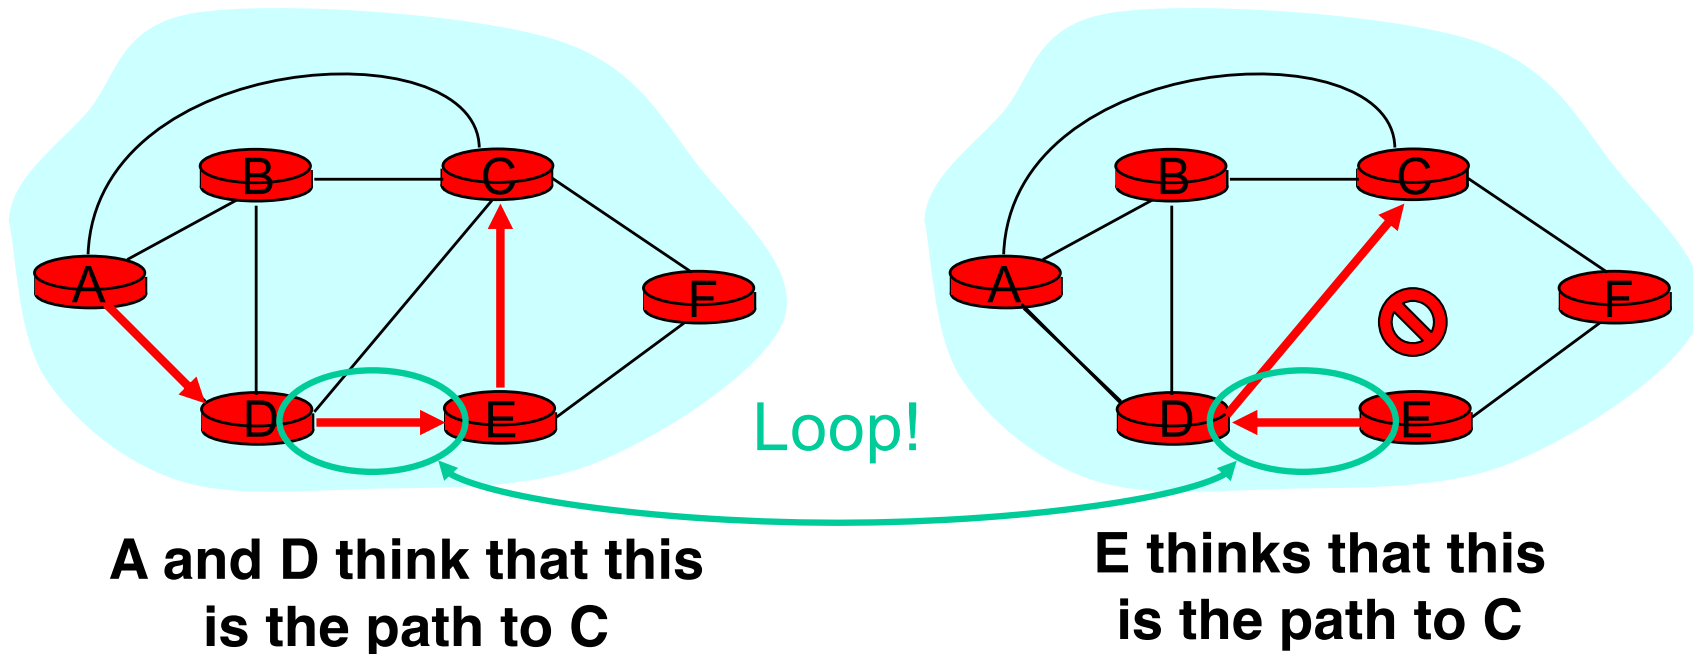 B
C
A
F
D
E
B
C
A
F
D
E
Loop!
A and D think that this
is the path to C
E thinks that this
is the path to C